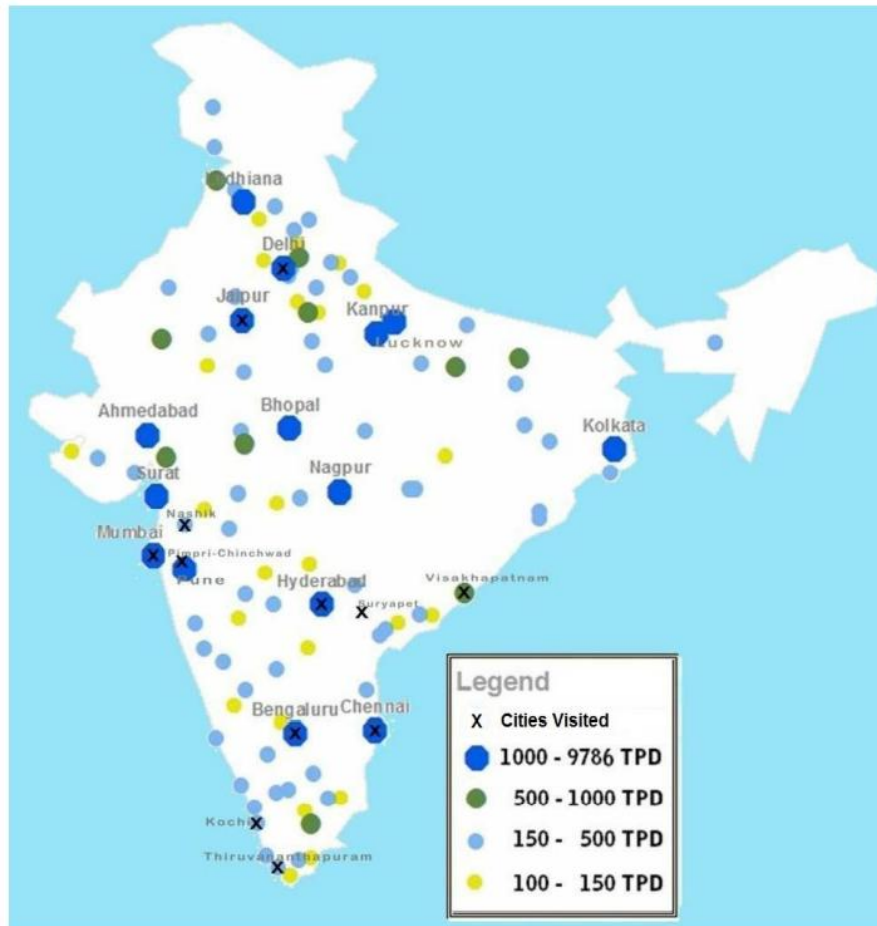 Ludhiana
Delhi
Jaipur
Kanpur
Lucknow
Ahmedabad
Bhopal
Kolkata
Surat
Nagpur
Nashik
Mumbai
Pimpri-Chinchwad
Pune
Hyderabad
Visakhapatnam
Suryapet
Bengaluru
Chennai
Kochi
Thiruvananthapuram
Legend
X Cities Visited
1000 - 9786 TPD
500 - 1000 TPD
150 - 500 TPD
100 - 150 TPD